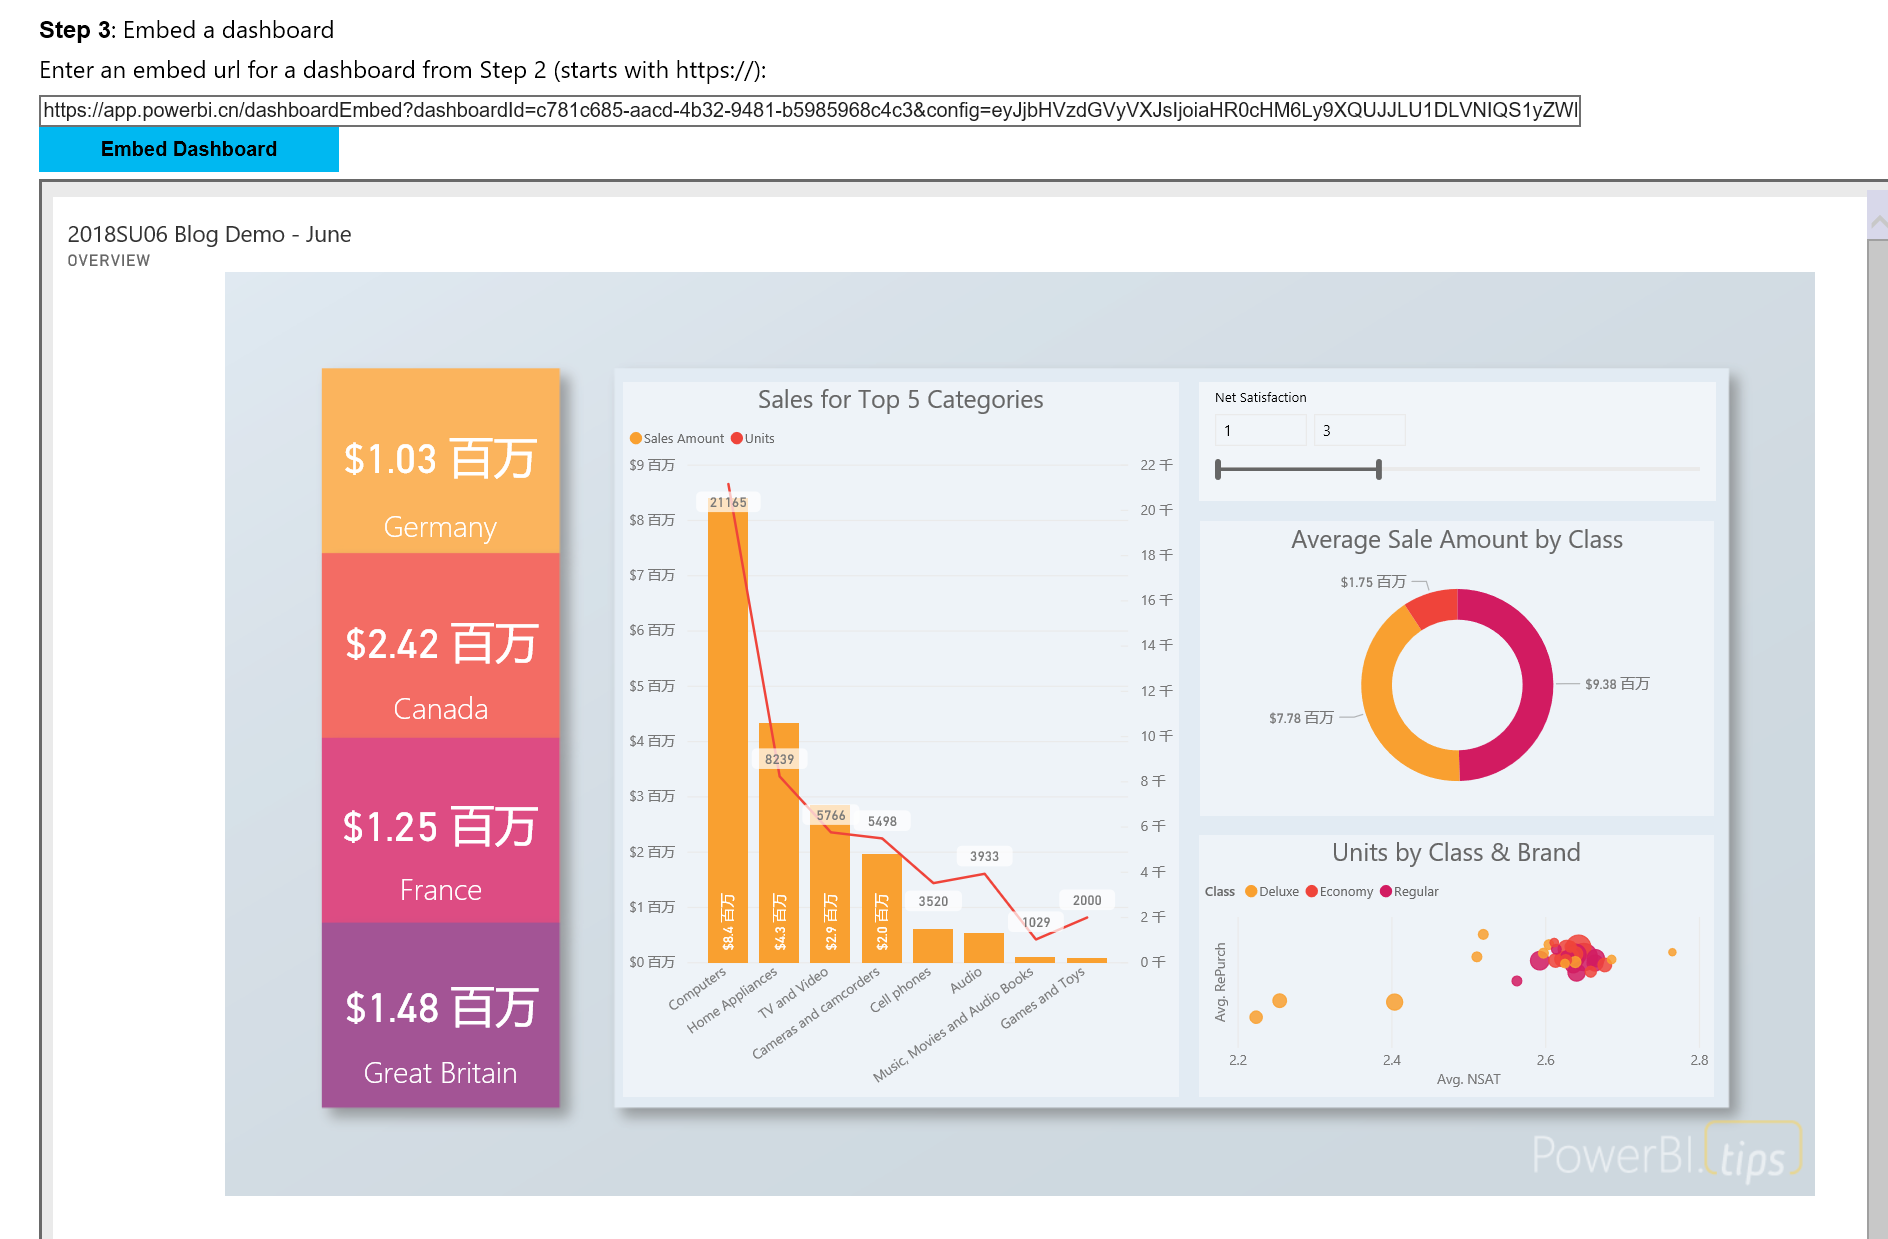 Step 3: Embed a dashboard
Enter an embed url for a dashboard from Step 2 (starts with https://):
https://app.powerbi.cn/dashboardEmbed?dashboardId=c781c685-aacd-4b32-9481-b5985968c4c3&config=eyJjbHVzdGVyVXJsIjoiaHR0cHM6Ly9XQUJJLU1DLVNIQS1yZWl
Embed Dashboard
2018SU06 Blog Demo - June
OVERVIEW
$1.03 百万
Germany
$2.42 百万
Canada
$1.25 百万
France
$1.48 百万
Great Britain
Sales for Top 5 Categories
Sales Amount Units
$9 百万
$8 百万
$7 百万
$6 百万
$5 百万
$4 百万
$3 百万
$2 百万
$1 百万
$0 百万
22 千
20 千
18 千
16 千
14 千
12 千
10 千
8 千
6 千
4 千
2 千
0 千
21165
8239
5766
5498
3520
3933
1029
2000
$8.4 百万
$4.3 百万
$2.9 百万
$2.0 百万
Computers
Home Appliances
TV and Video
Cameras and camcorders
Cell phones
Audio
Music, Movies and Audio Books
Games and Toys
Net Satisfaction
1 3
Average Sale Amount by Class
$1.75 百万
$9.38 百万
$7.78 百万
Units by Class & Brand
Class Deluxe Economy Regular
Avg. RePurch
2.2 2.4 2.6 2.8
Avg. NSAT
PowerBI.tips